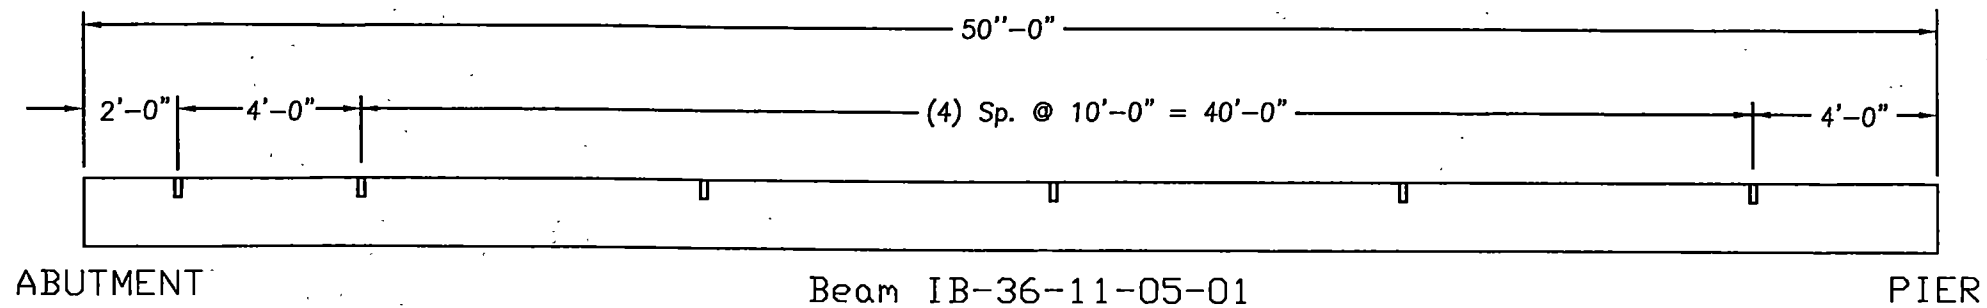 50"-0"
2'-0" 4'-0" (4) Sp. @ 10'-0" = 40'-0" 4'-0"
ABUTMENT Beam IB-36-11-05-01 PIER